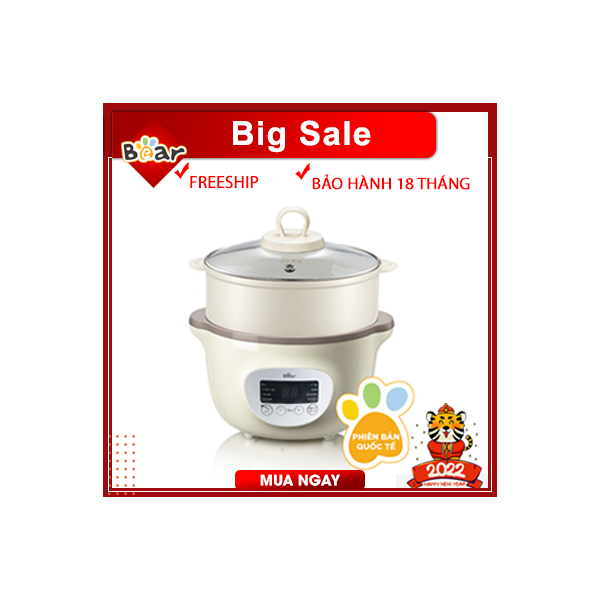 Big Sale
Bear
FREESHIP
BẢO HÀNH 18 THÁNG
Bear
PHIÊN BẢN
QUỐC TẾ
2022
HAPPY NEW YEAR
MUA NGAY